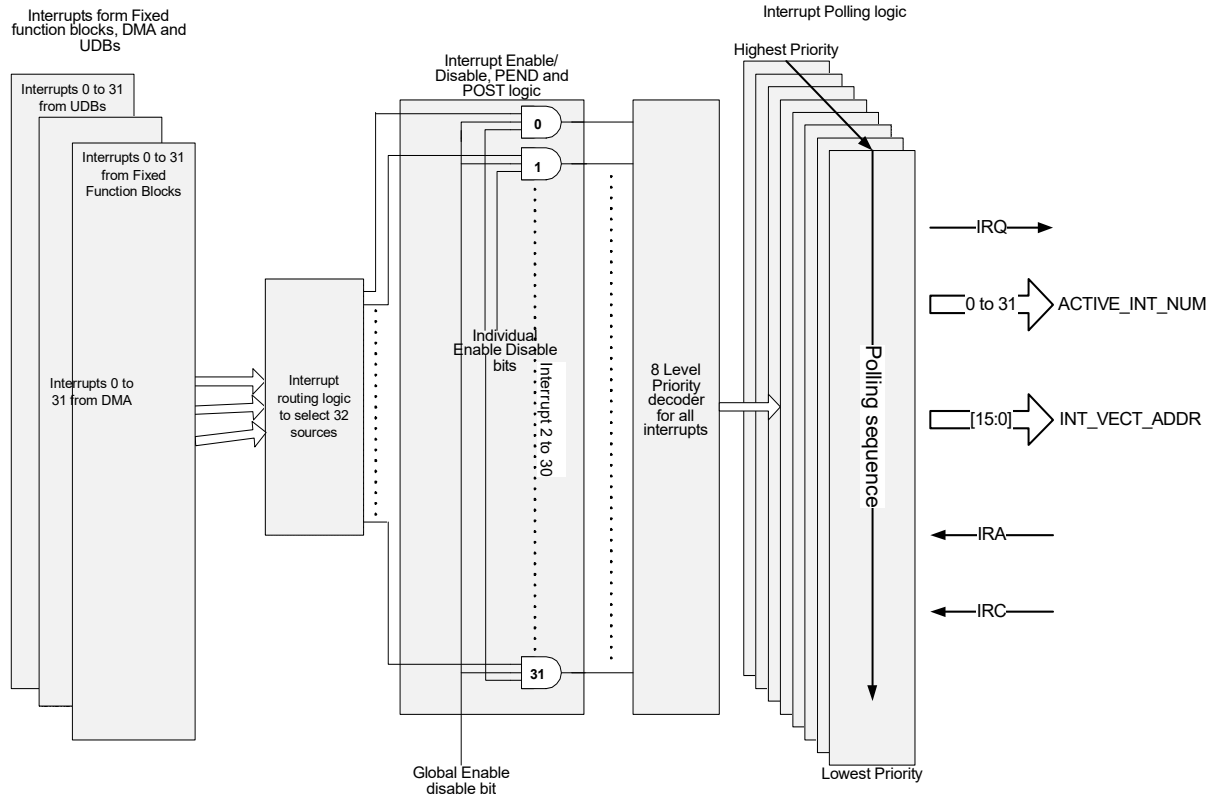 Interrupts form Fixed
function blocks, DMA and
UDBs
Interrupts 0 to 31
from UDBs
Interrupts 0 to 31
from Fixed
Function Blocks
Interrupts 0 to
31 from DMA
Interrupt
routing logic
to select 32
sources
Interrupt Enable/
Disable, PEND and
POST logic
0
1
Individual
Enable Disable
bits
Interrupt 2 to 30
31
Global Enable
disable bit
8 Level
Priority
decoder
for all
interrupts
Interrupt Polling logic
Highest Priority
Polling sequence
Lowest Priority
IRQ
0 to 31
ACTIVE_INT_NUM
[15:0]
INT_VECT_ADDR
IRA
IRC